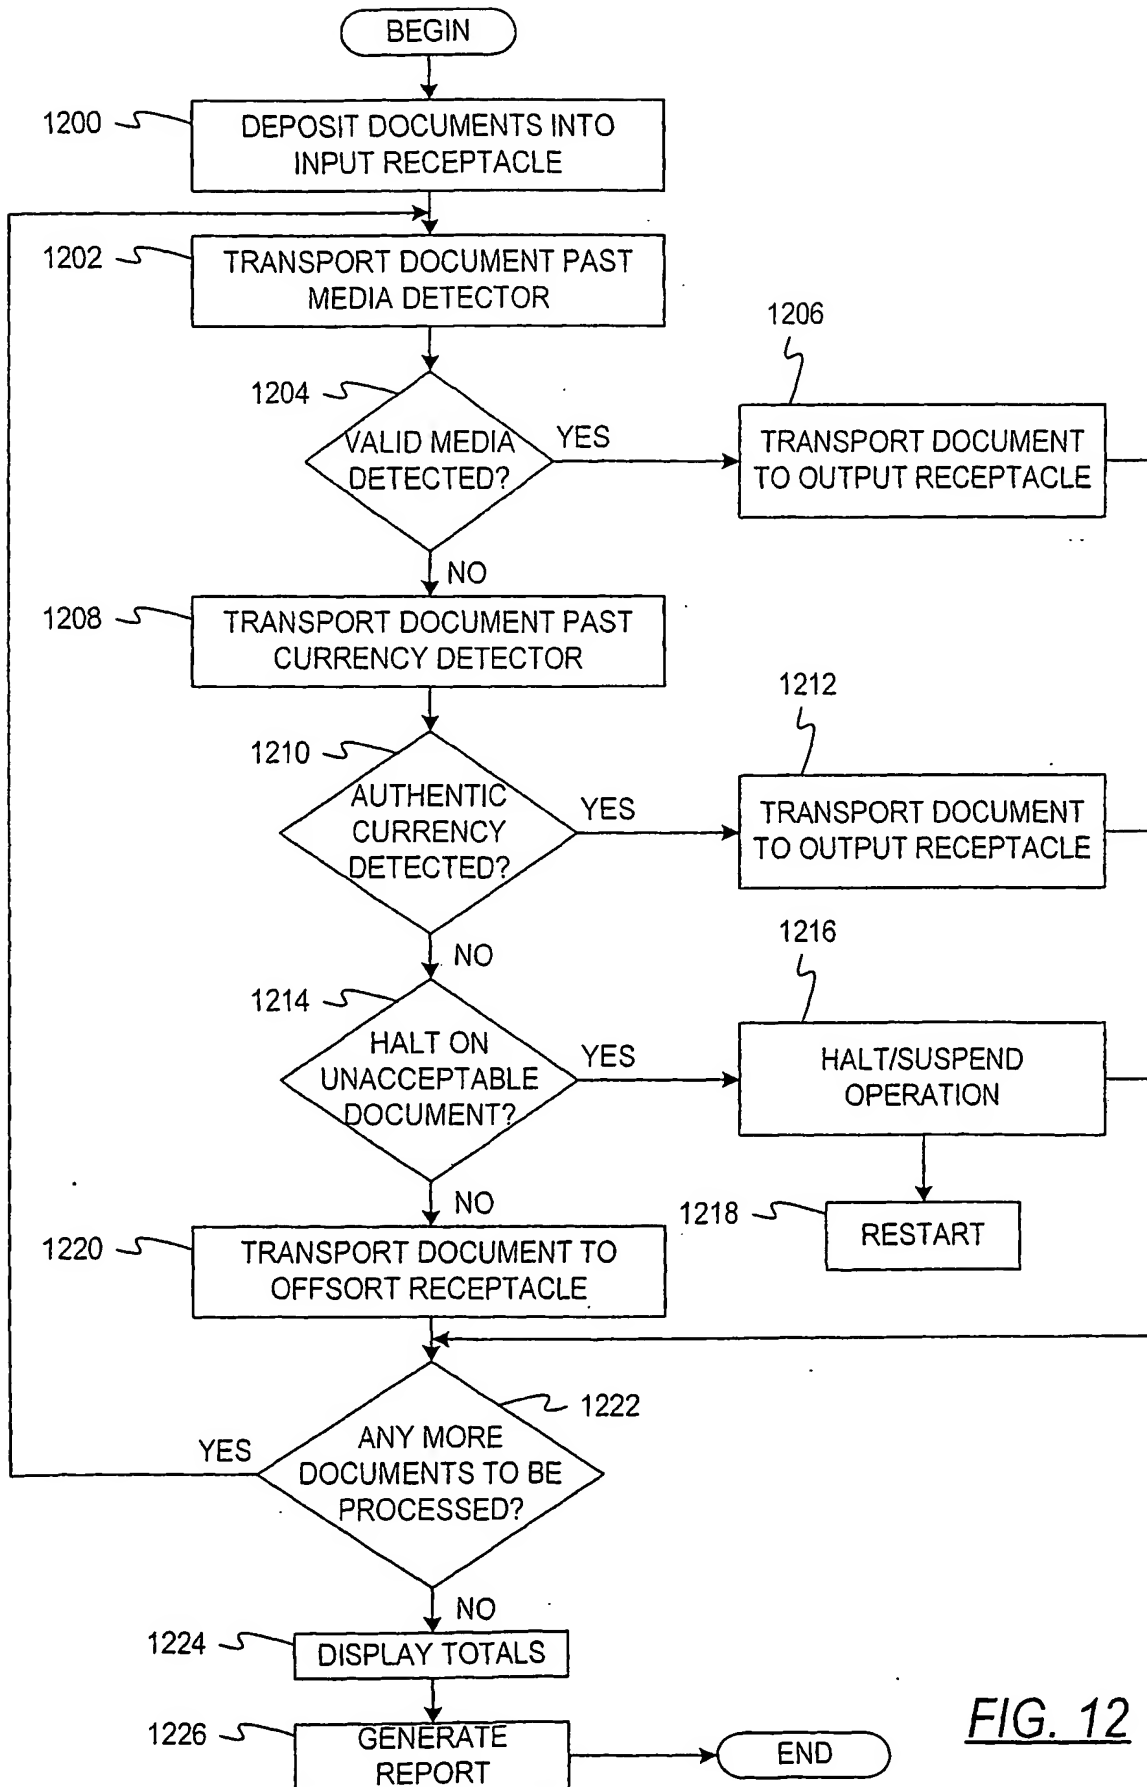 BEGIN
1200
DEPOSIT DOCUMENTS INTO
INPUT RECEPTACLE
1202
TRANSPORT DOCUMENT PAST
MEDIA DETECTOR
1204
VALID MEDIA
DETECTED?
YES
1206
TRANSPORT DOCUMENT
TO OUTPUT RECEPTACLE
NO
1208
TRANSPORT DOCUMENT PAST
CURRENCY DETECTOR
1210
AUTHENTIC
CURRENCY
DETECTED?
YES
1212
TRANSPORT DOCUMENT
TO OUTPUT RECEPTACLE
NO
1214
HALT ON
UNACCEPTABLE
DOCUMENT?
YES
1216
HALT/SUSPEND
OPERATION
1218
RESTART
NO
1220
TRANSPORT DOCUMENT TO
OFFSORT RECEPTACLE
1222
ANY MORE
DOCUMENTS TO BE
PROCESSED?
YES
NO
1224
DISPLAY TOTALS
1226
GENERATE
REPORT
END
FIG. 12